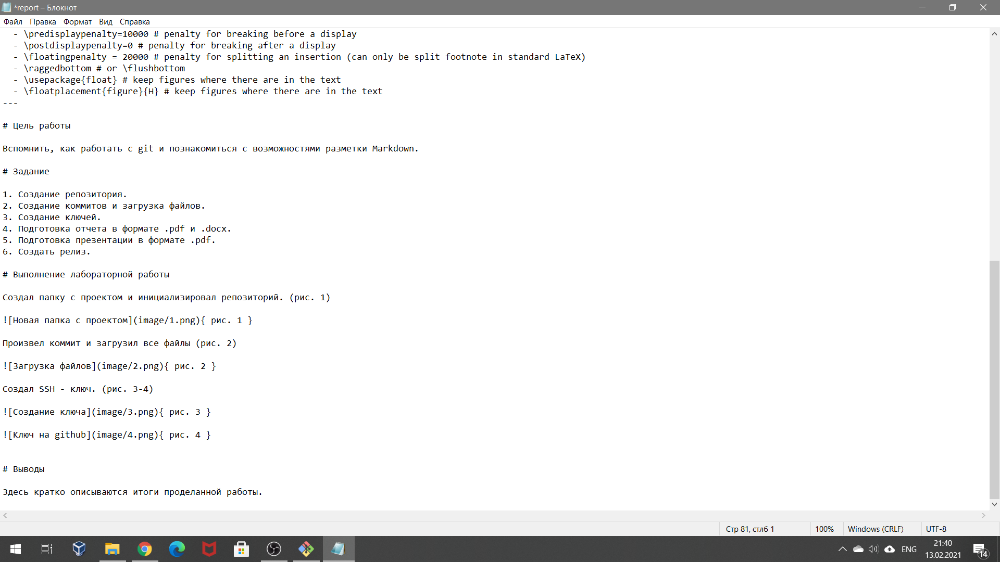 *report – Блокнот
Файл Правка Формат Вид Справка
- \predisplaypenalty=10000 # penalty for breaking before a display
- \postdisplaypenalty=0 # penalty for breaking after a display
- \floatingpenalty = 20000 # penalty for splitting an insertion (can only be split footnote in standard LaTeX)
- \raggedbottom # or \flushbottom
- \usepackage{float} # keep figures where there are in the text
- \floatplacement{figure}{H} # keep figures where there are in the text
---
# Цель работы
Вспомнить, как работать с git и познакомиться с возможностями разметки Markdown.
# Задание
1. Создание репозитория.
2. Создание коммитов и загрузка файлов.
3. Создание ключей.
4. Подготовка отчета в формате .pdf и .docx.
5. Подготовка презентации в формате .pdf.
6. Создать релиз.
# Выполнение лабораторной работы
Создал папку с проектом и инициализировал репозиторий. (рис. 1)
![Новая папка с проектом](image/1.png){ рис. 1 }
Произвел коммит и загрузил все файлы (рис. 2)
![Загрузка файлов](image/2.png){ рис. 2 }
Создал SSH - ключ. (рис. 3-4)
![Создание ключа](image/3.png){ рис. 3 }
![Ключ на github](image/4.png){ рис. 4 }
# Выводы
Здесь кратко описываются итоги проделанной работы.
Стр 81, стлб 1 100% Windows (CRLF) UTF-8
ENG
21:40
13.02.2021
14